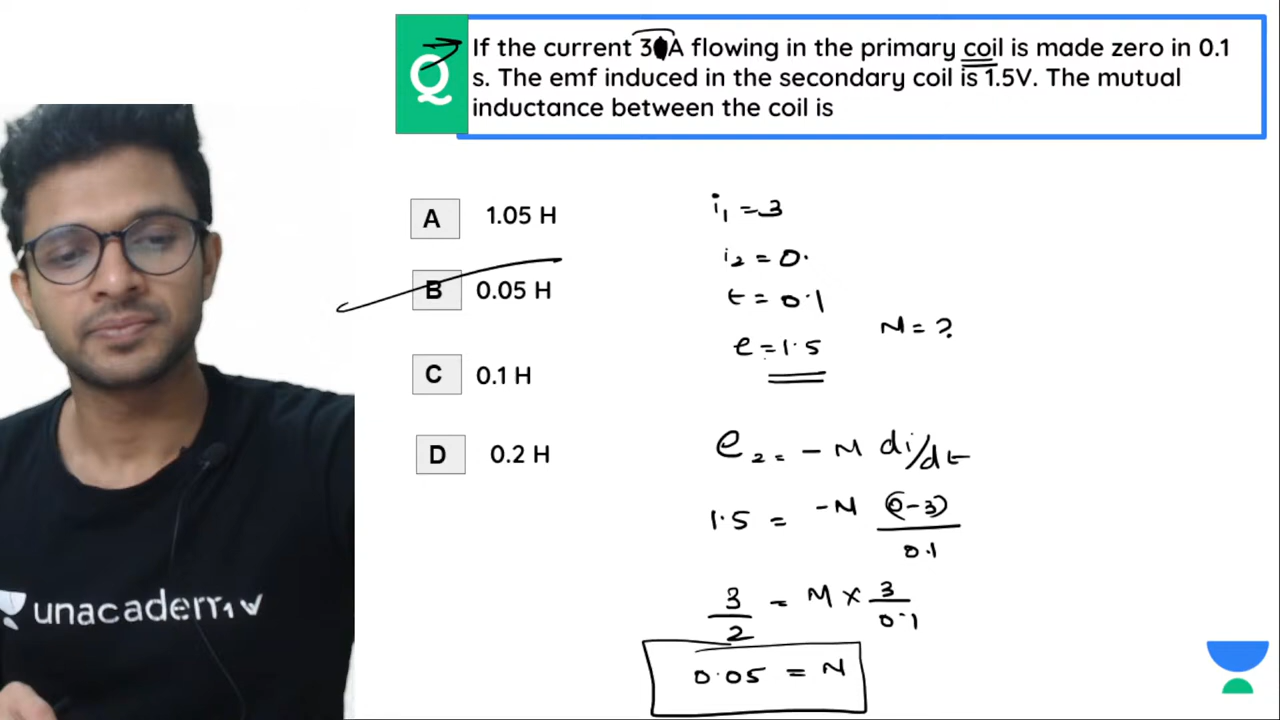 Q
If the current 3 A flowing in the primary coil is made zero in 0.1
s. The emf induced in the secondary coil is 1.5V. The mutual
inductance between the coil is
A 1.05 H
B 0.05 H
C 0.1 H
D 0.2 H
i₁ = 3
i₂ = 0.
t = 0.1
e = 1.5
M = ?
e₂ = - M di/dt
1.5 = -M (0-3)/0.1
3/2 = M × 3/0.1
0.05 = M
unacademy